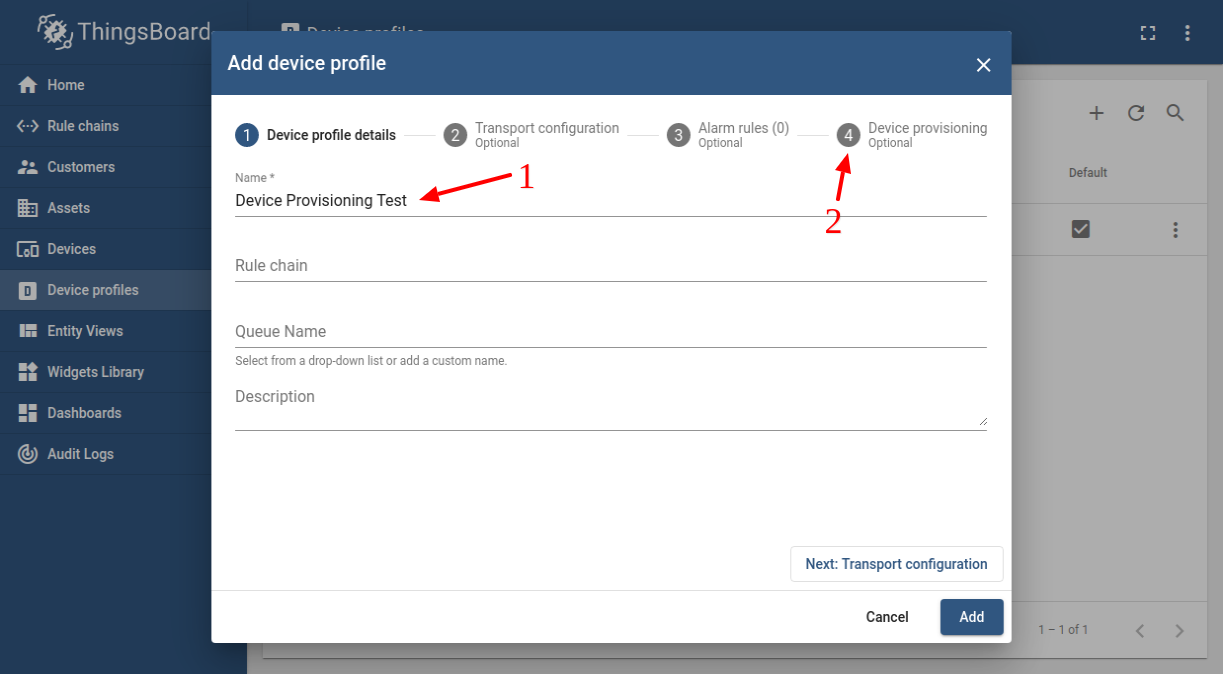 ThingsBoard
Device profiles
Home
Rule chains
Customers
Assets
Devices
Device profiles
Entity Views
Widgets Library
Dashboards
Audit Logs
Add device profile
1 Device profile details
2 Transport configuration
Optional
3 Alarm rules (0)
Optional
4 Device provisioning
Optional
Name *
Device Provisioning Test
1
2
Rule chain
Queue Name
Select from a drop-down list or add a custom name.
Description
Next: Transport configuration
Cancel
Add
Default
1 – 1 of 1